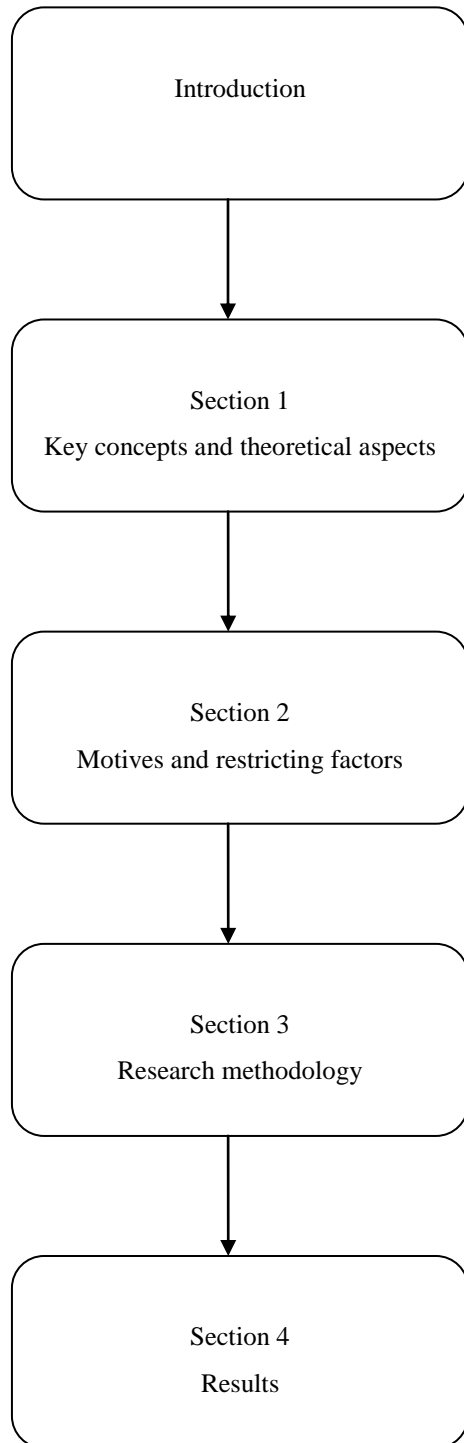 Introduction
Section 1
Key concepts and theoretical aspects
Section 2
Motives and restricting factors
Section 3
Research methodology
Section 4
Results